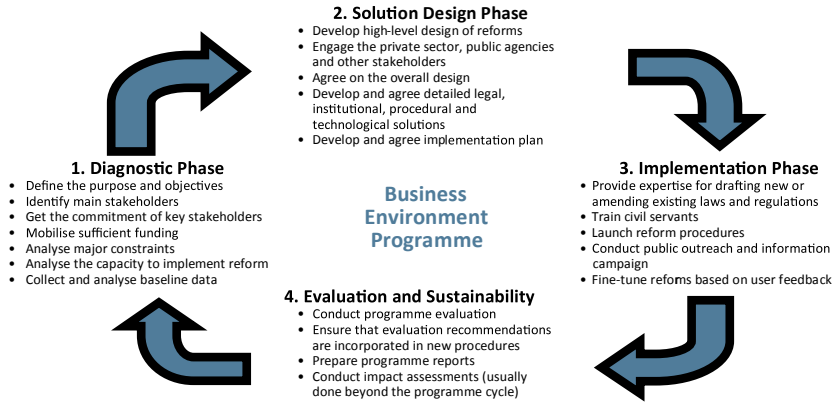 2. Solution Design Phase
• Develop high-level design of reforms
• Engage the private sector, public agencies
and other stakeholders
• Agree on the overall design
• Develop and agree detailed legal,
institutional, procedural and
technological solutions
• Develop and agree implementation plan
1. Diagnostic Phase
• Define the purpose and objectives
• Identify main stakeholders
• Get the commitment of key stakeholders
• Mobilise sufficient funding
• Analyse major constraints
• Analyse the capacity to implement reform
• Collect and analyse baseline data
Business
Environment
Programme
3. Implementation Phase
• Provide expertise for drafting new or
amending existing laws and regulations
• Train civil servants
• Launch reform procedures
• Conduct public outreach and information
campaign
• Fine-tune reforms based on user feedback
4. Evaluation and Sustainability
• Conduct programme evaluation
• Ensure that evaluation recommendations
are incorporated in new procedures
• Prepare programme reports
• Conduct impact assessments (usually
done beyond the programme cycle)